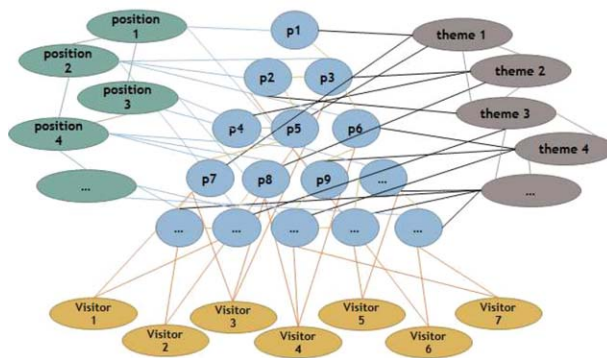 position
1
p1
theme 1
position
2
p2
p3
theme 2
position
3
theme 3
p4
p5
p6
position
4
theme 4
p7
p8
p9
...
...
...
...
...
...
...
...
Visitor
1
Visitor
2
Visitor
3
Visitor
4
Visitor
5
Visitor
6
Visitor
7